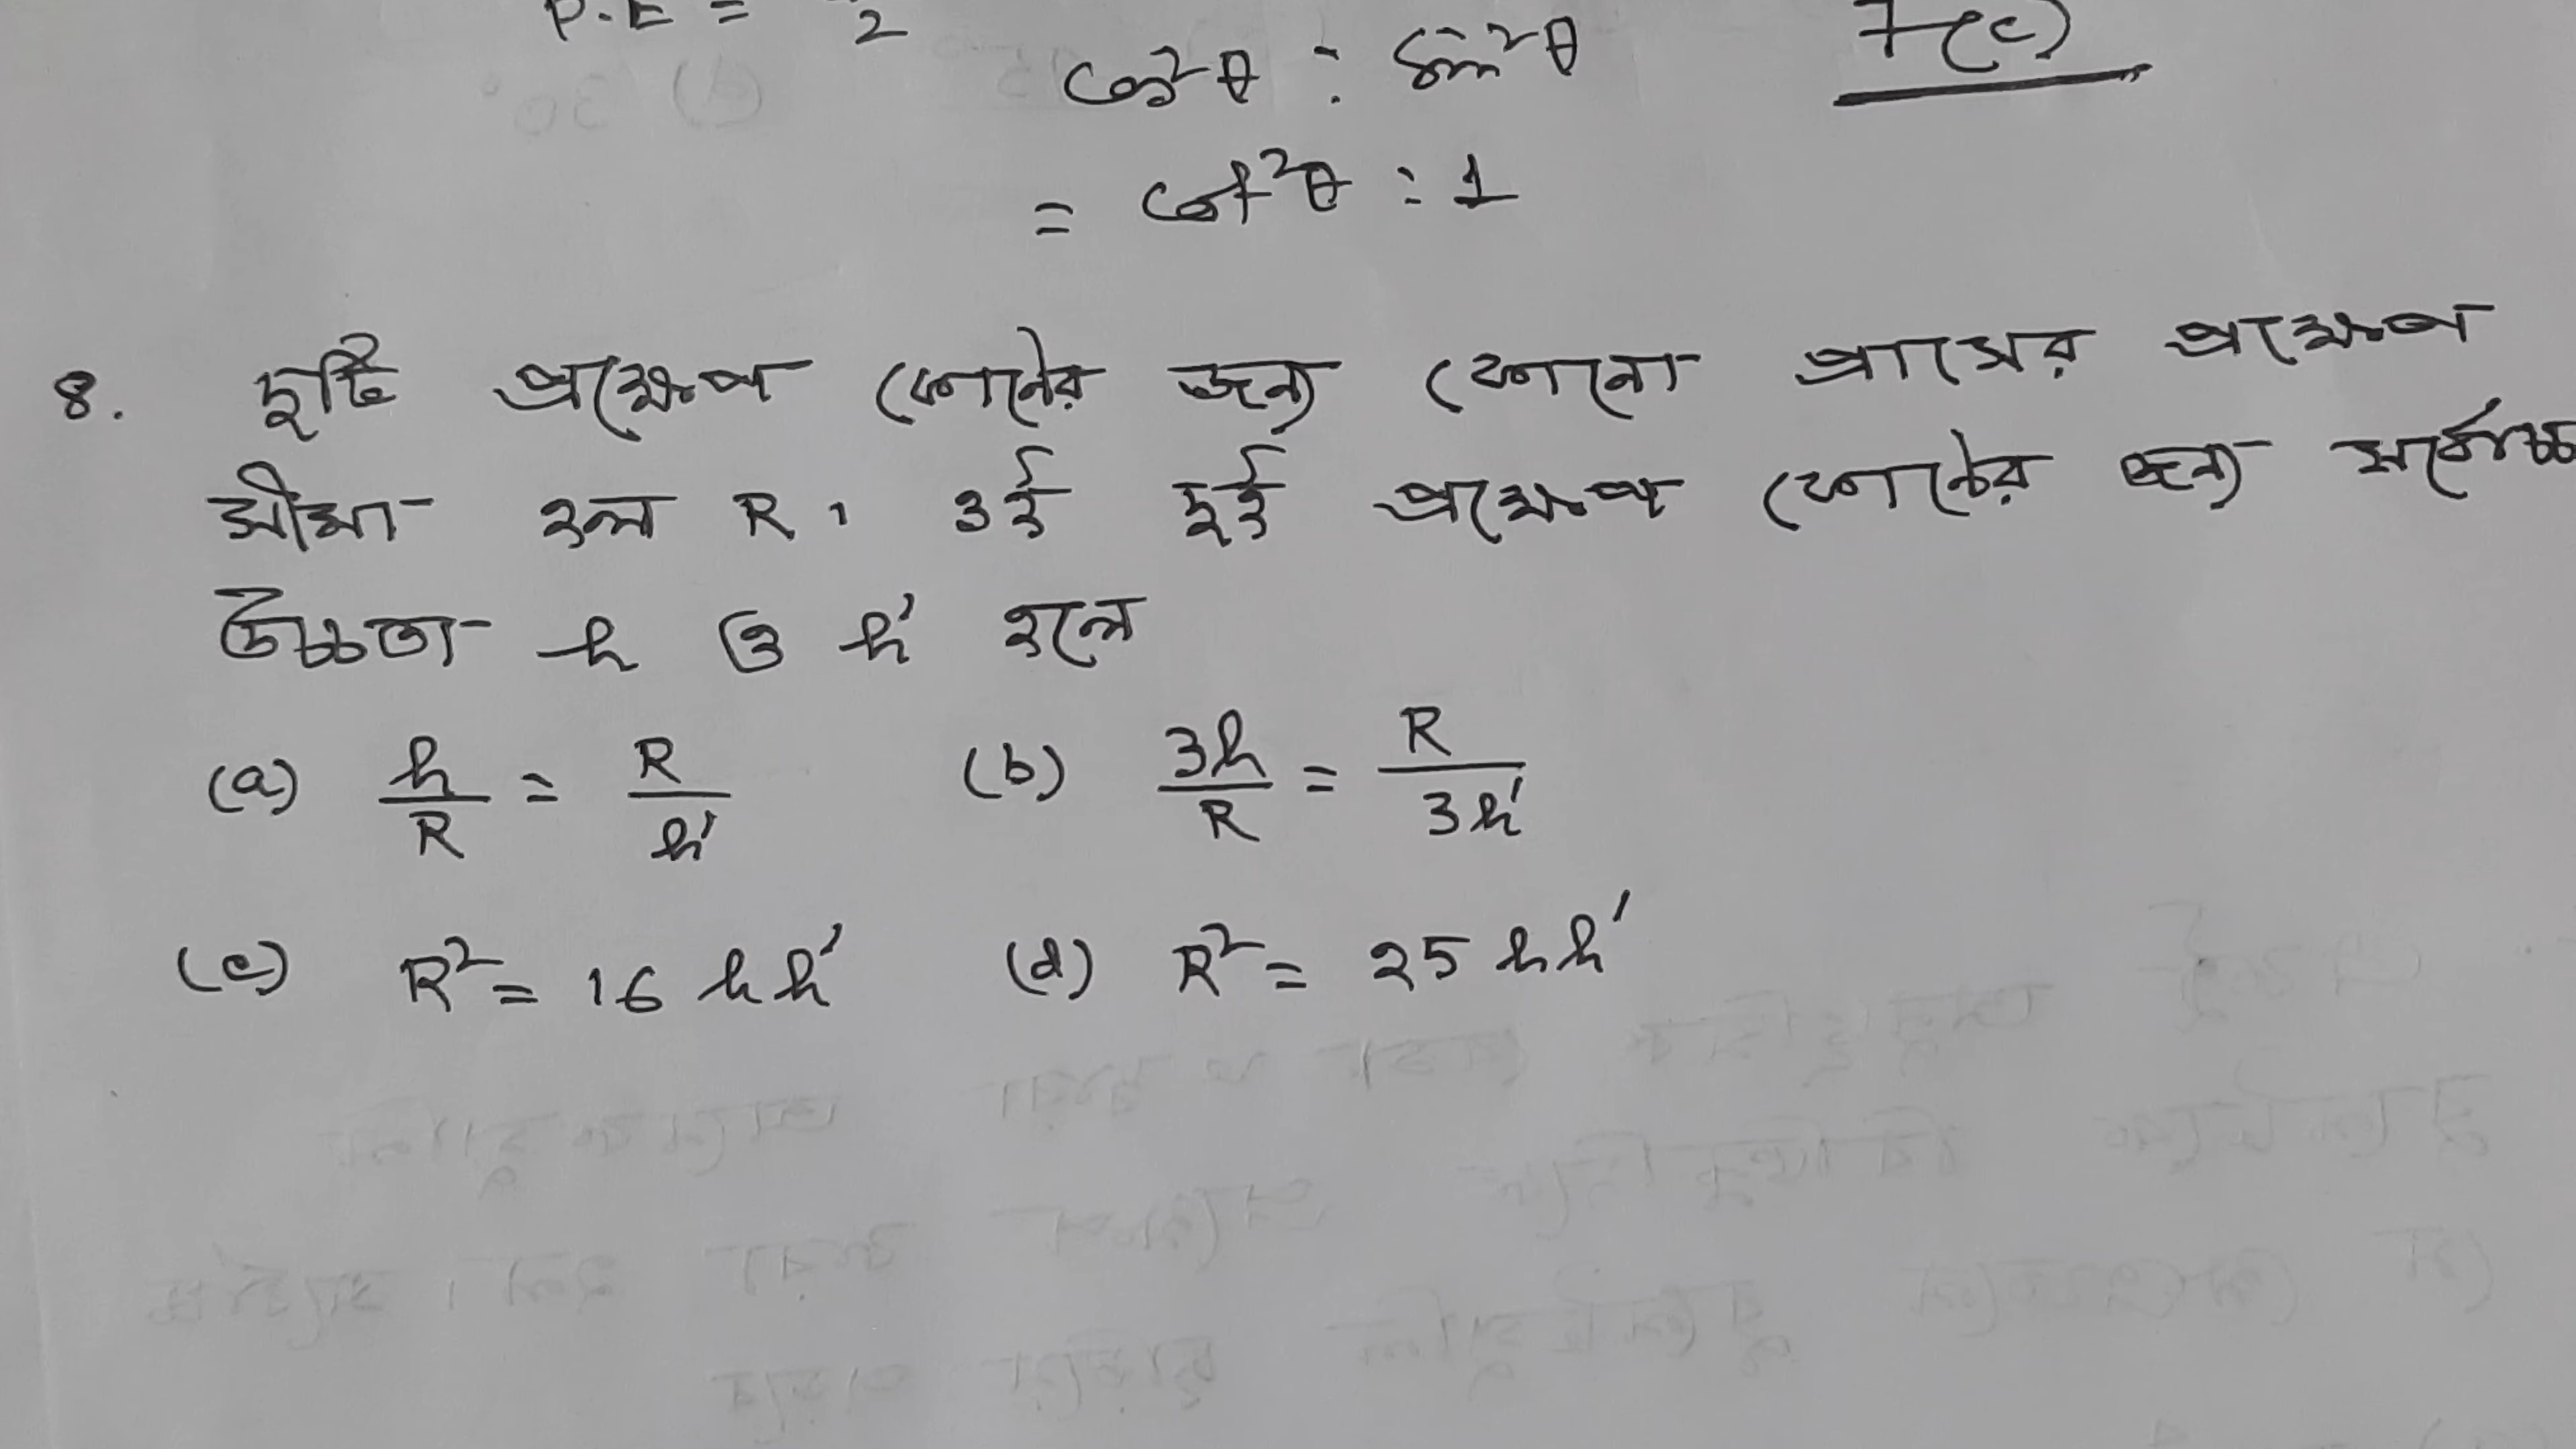 P.E = 2
cos²θ : sin²θ
7(c)
= cot²θ : 1
8. দুটি প্রক্ষেপ কোনের জন্য কোনো প্রাসের প্রক্ষেপ
সীমা হল R, ঐ দুই প্রক্ষেপ কোণের জন্য সর্বোচ্চ
উচ্চতা h ও h' হলে
(a) h/R = R/h' (b) 3h/R = R/3h'
(c) R² = 16 hh' (d) R² = 25 hh'